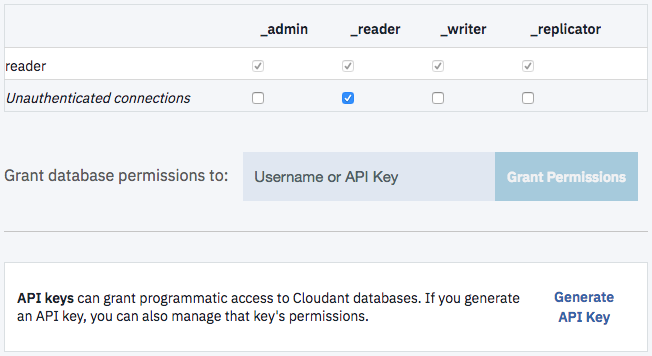 _admin _reader _writer _replicator
reader
Unauthenticated connections
Grant database permissions to: Username or API Key Grant Permissions
API keys can grant programmatic access to Cloudant databases. If you generate
an API key, you can also manage that key's permissions.
Generate
API Key